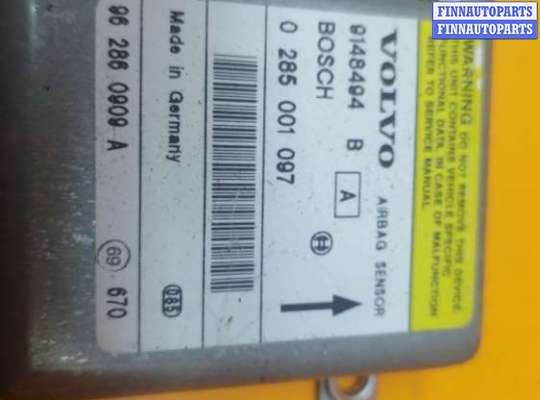 FINNAUTOPARTS
FINNAUTOPARTS
WARNING DO NOT REMOVE THIS DEVICE.
THIS UNIT CONTAINS VEHICLE SPECIFIC
FUNCTIONAL DATA. IN CASE OF MALFUNCTION
REFER TO SERVICE MANUAL
VOLVO AIRBAG SENSOR
9148494 B A
BOSCH
0 285 001 097
Made in Germany 085
96 286 0909 A 69 670